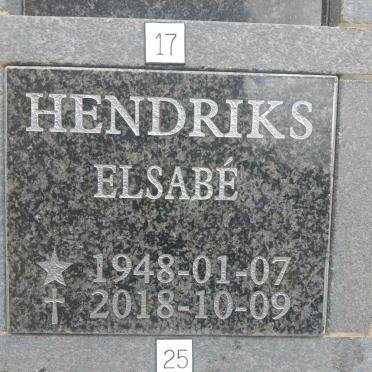 17
HENDRIKS
ELSABÉ
1948-01-07
2018-10-09
25